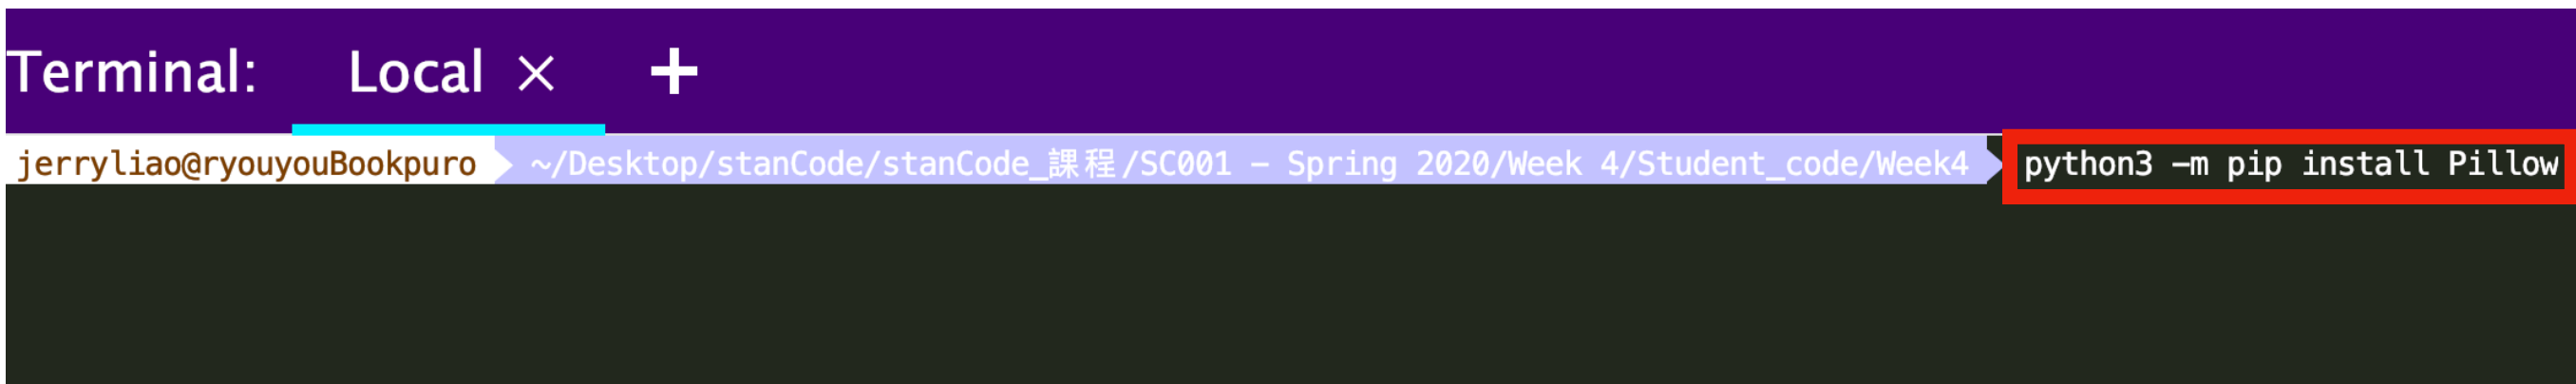 Terminal: Local × +
jerryliao@ryouyouBookpuro ~/Desktop/stanCode/stanCode_課程/SC001 – Spring 2020/Week 4/Student_code/Week4 python3 –m pip install Pillow